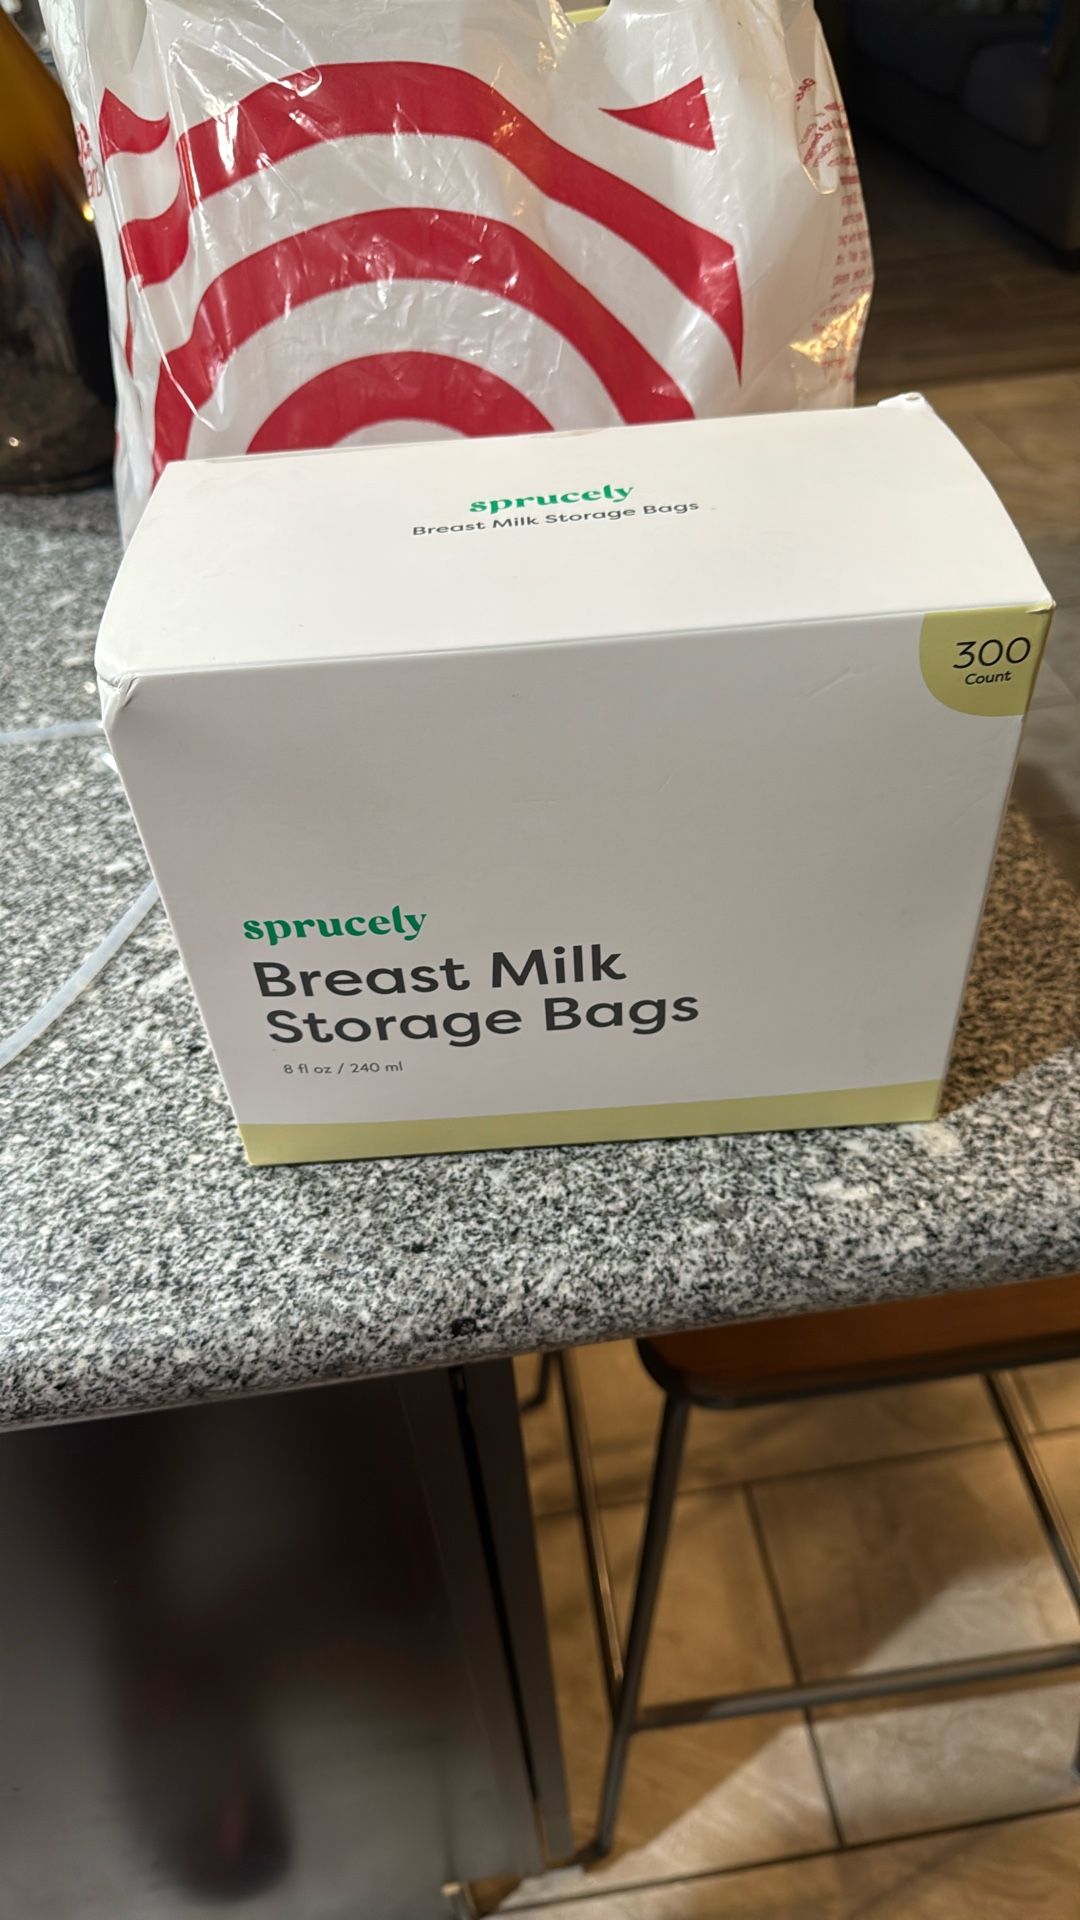 sprucely
Breast Milk Storage Bags
300
Count
sprucely
Breast Milk
Storage Bags
8 fl oz / 240 ml